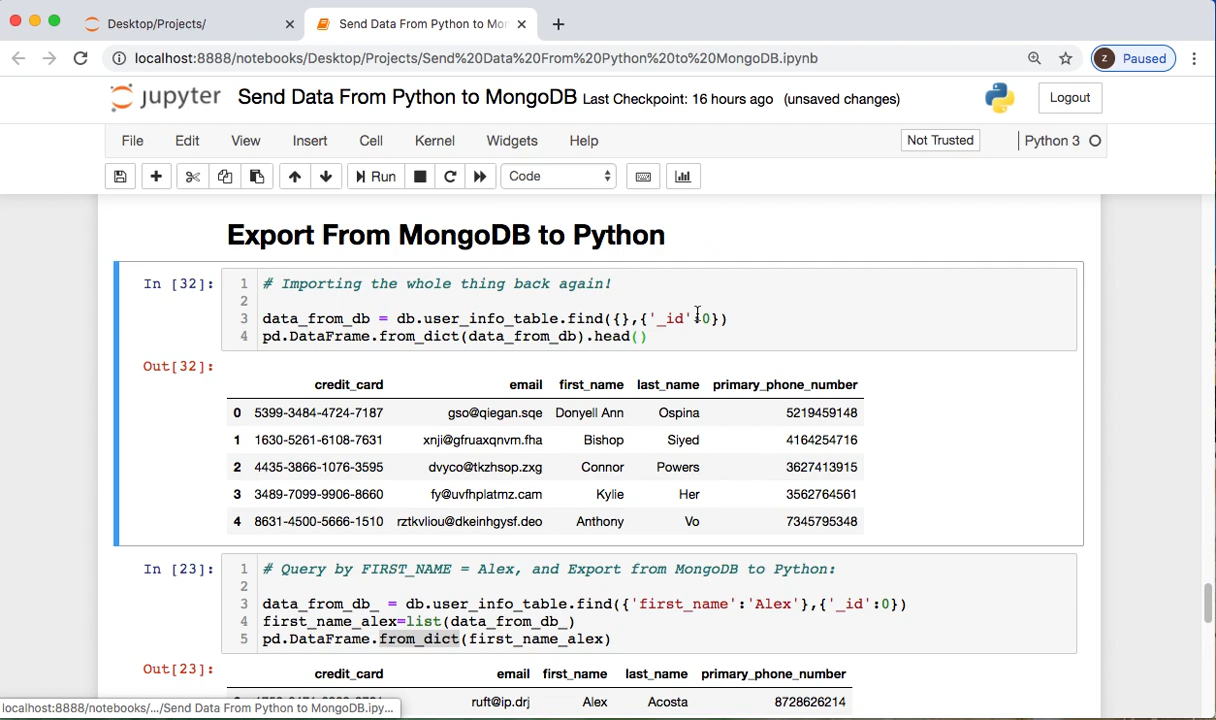 Desktop/Projects/
Send Data From Python to Mon
localhost:8888/notebooks/Desktop/Projects/Send%20Data%20From%20Python%20to%20MongoDB.ipynb
Z Paused
jupyter Send Data From Python to MongoDB Last Checkpoint: 16 hours ago (unsaved changes)
Logout
File Edit View Insert Cell Kernel Widgets Help
Not Trusted
Python 3
Run
Code
Export From MongoDB to Python
In [32]:
1 # Importing the whole thing back again!
2
3 data_from_db = db.user_info_table.find({},{'_id':0})
4 pd.DataFrame.from_dict(data_from_db).head()
Out[32]:
credit_card email first_name last_name primary_phone_number
0 5399-3484-4724-7187 gso@qiegan.sqe Donyell Ann Ospina 5219459148
1 1630-5261-6108-7631 xnji@gfruaxqnvm.fha Bishop Siyed 4164254716
2 4435-3866-1076-3595 dvyco@tkzhsop.zxg Connor Powers 3627413915
3 3489-7099-9906-8660 fy@uvfhplatmz.cam Kylie Her 3562764561
4 8631-4500-5666-1510 rztkvliou@dkeinhgysf.deo Anthony Vo 7345795348
In [23]:
1 # Query by FIRST_NAME = Alex, and Export from MongoDB to Python:
2
3 data_from_db_ = db.user_info_table.find({'first_name':'Alex'},{'_id':0})
4 first_name_alex=list(data_from_db_)
5 pd.DataFrame.from_dict(first_name_alex)
Out[23]:
credit_card email first_name last_name primary_phone_number
ruft@ip.drj Alex Acosta 8728626214
localhost:8888/notebooks/.../Send Data From Python to MongoDB.ipy...